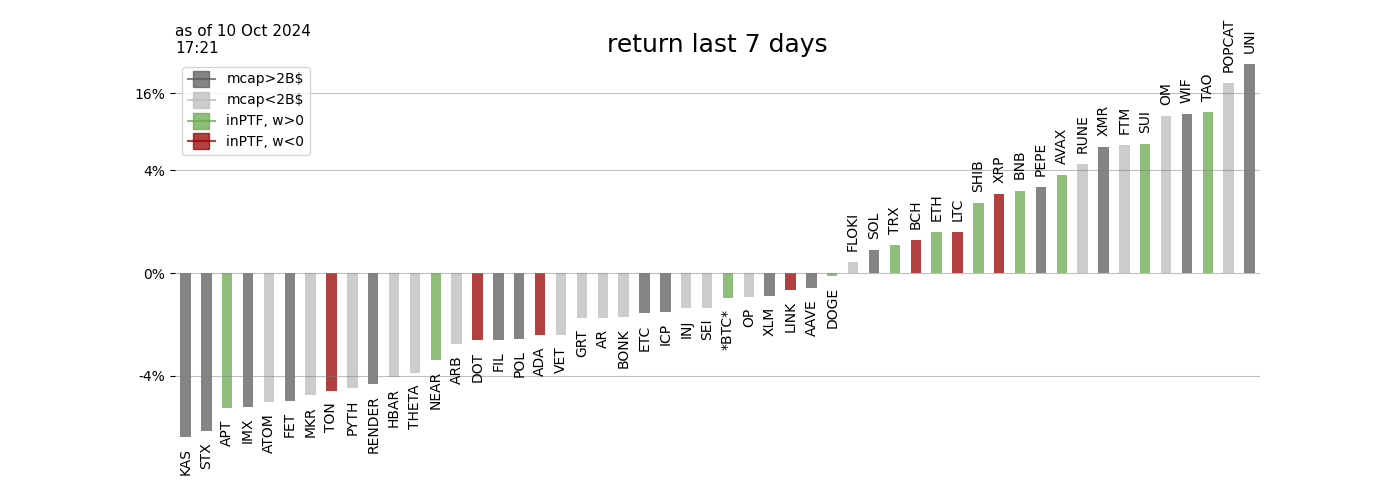 as of 10 Oct 2024
17:21
return last 7 days
mcap>2B$
mcap<2B$
inPTF, w>0
inPTF, w<0
16%
4%
0%
-4%
KAS
STX
APT
IMX
ATOM
FET
MKR
TON
PYTH
RENDER
HBAR
THETA
NEAR
ARB
DOT
FIL
POL
ADA
VET
GRT
AR
BONK
ETC
ICP
INJ
SEI
*BTC*
OP
XLM
LINK
AAVE
DOGE
FLOKI
SOL
TRX
BCH
ETH
LTC
SHIB
XRP
BNB
PEPE
AVAX
RUNE
XMR
FTM
SUI
OM
WIF
TAO
POPCAT
UNI